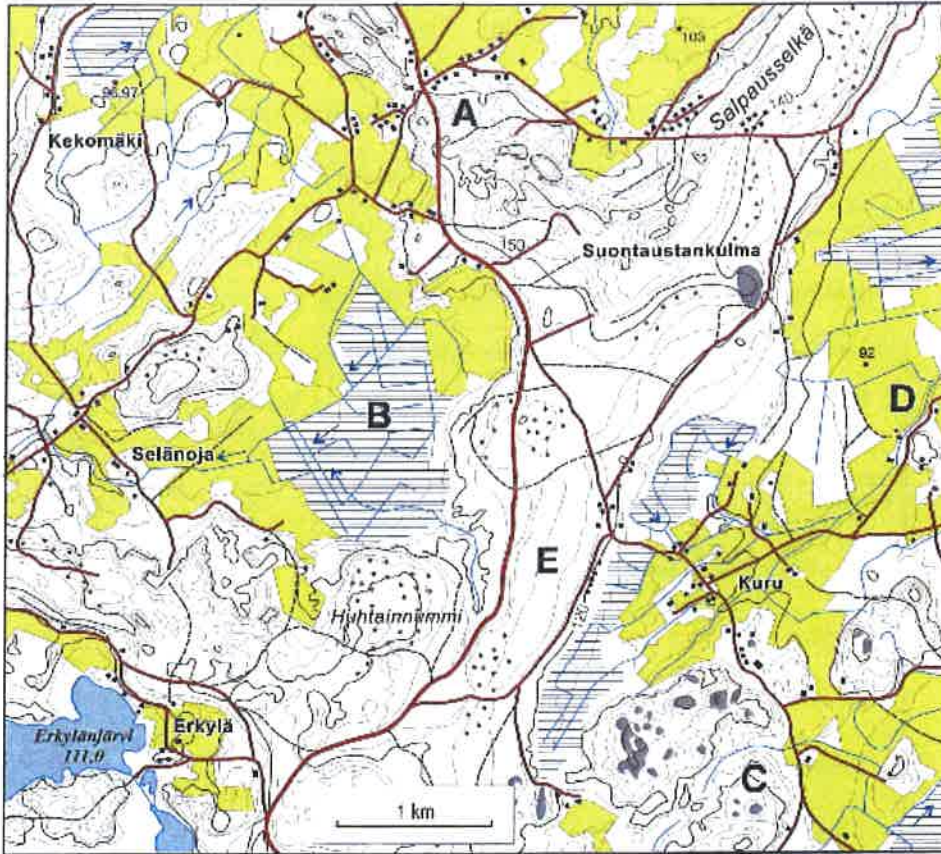 103
Salpausselkä
140
96.97
A
Kekomäki
150
Suontaustankulma
92
B
D
Selänoja
E
Kuru
Huhtainnummi
120
Erkylänjärvi
111.0
Erkylä
C
1 km